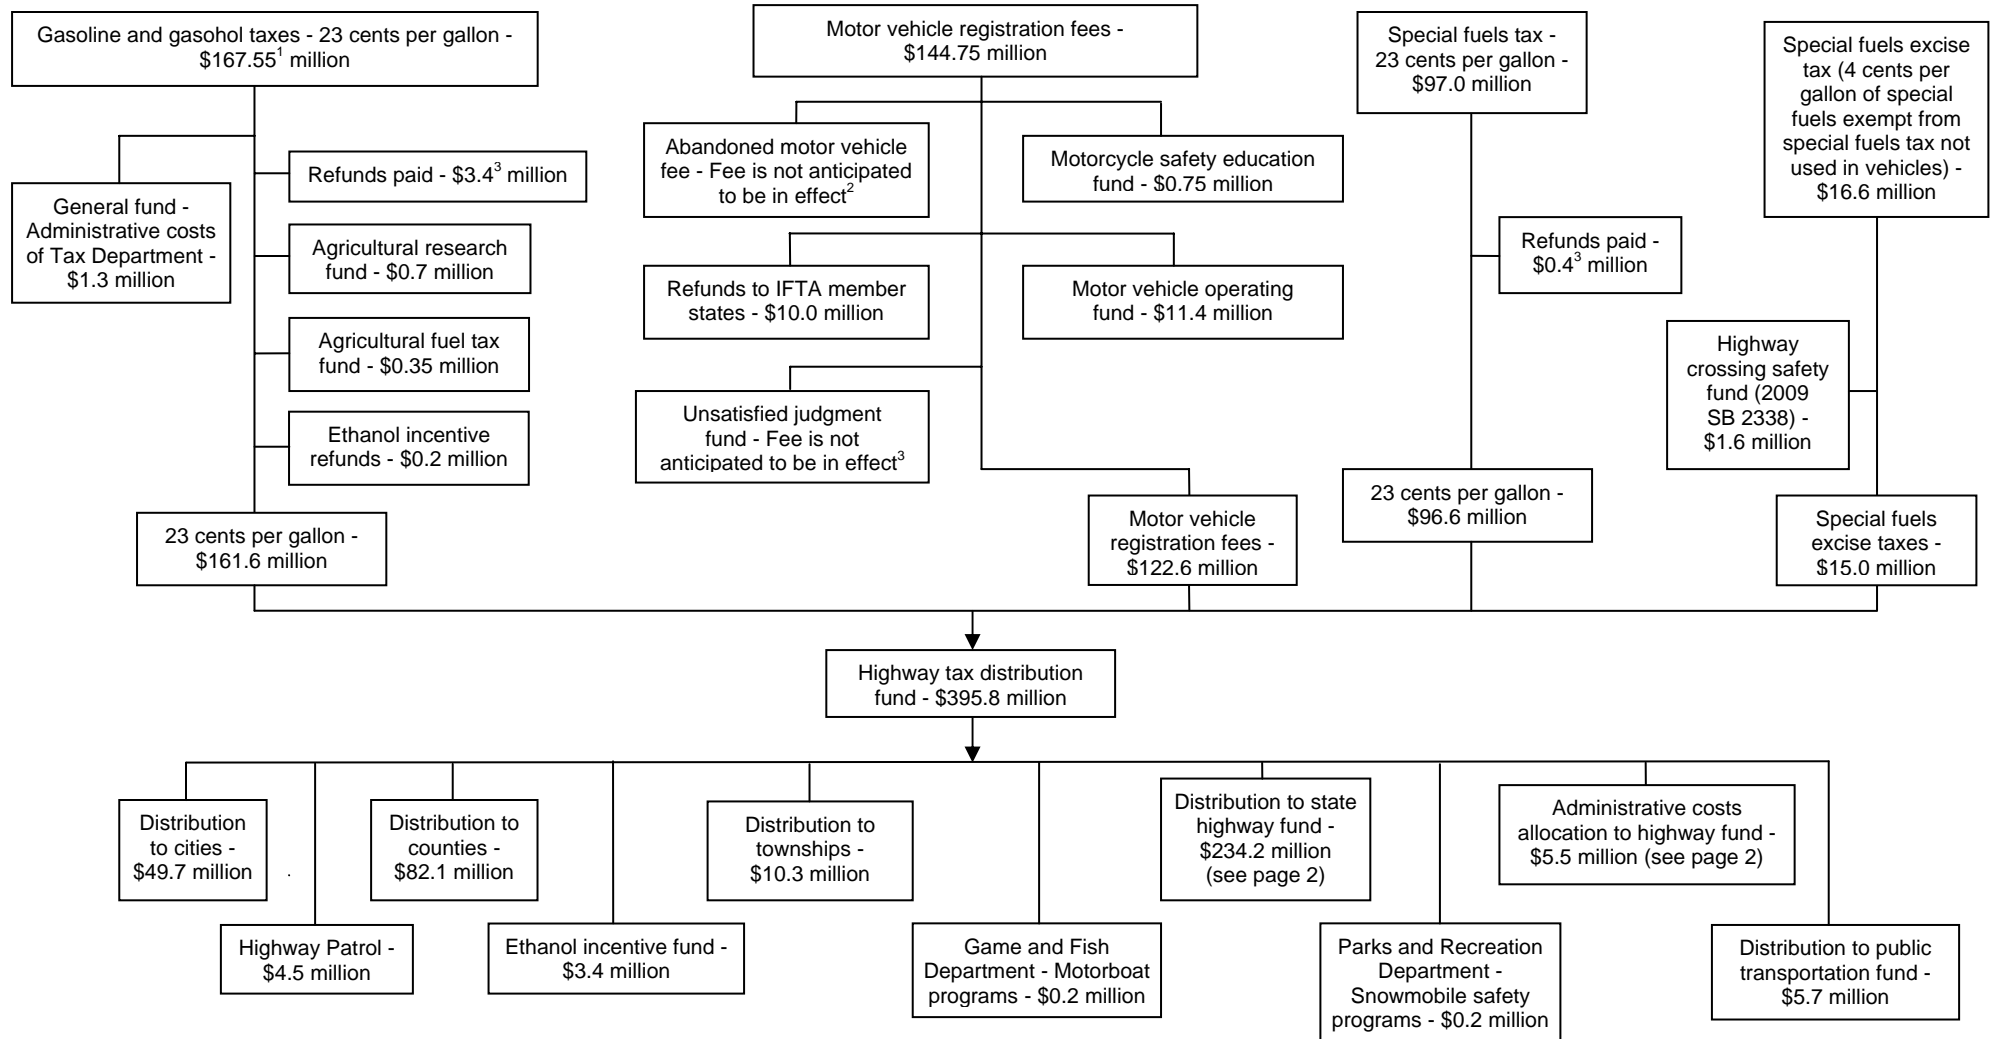 Gasoline and gasohol taxes - 23 cents per gallon -
$167.55¹ million
Motor vehicle registration fees -
$144.75 million
Special fuels tax -
23 cents per gallon -
$97.0 million
Special fuels excise
tax (4 cents per
gallon of special
fuels exempt from
special fuels tax not
used in vehicles) -
$16.6 million
General fund -
Administrative costs
of Tax Department -
$1.3 million
Refunds paid - $3.4³ million
Agricultural research
fund - $0.7 million
Agricultural fuel tax
fund - $0.35 million
Ethanol incentive
refunds - $0.2 million
23 cents per gallon -
$161.6 million
Abandoned motor vehicle
fee - Fee is not anticipated
to be in effect²
Motorcycle safety education
fund - $0.75 million
Refunds to IFTA member
states - $10.0 million
Motor vehicle operating
fund - $11.4 million
Unsatisfied judgment
fund - Fee is not
anticipated to be in effect³
Motor vehicle
registration fees -
$122.6 million
Refunds paid -
$0.4³ million
23 cents per gallon -
$96.6 million
Highway
crossing safety
fund (2009
SB 2338) -
$1.6 million
Special fuels
excise taxes -
$15.0 million
Highway tax distribution
fund - $395.8 million
Distribution
to cities -
$49.7 million
Highway Patrol -
$4.5 million
Distribution to
counties -
$82.1 million
Ethanol incentive fund -
$3.4 million
Distribution to
townships -
$10.3 million
Game and Fish
Department - Motorboat
programs - $0.2 million
Distribution to state
highway fund -
$234.2 million
(see page 2)
Parks and Recreation
Department -
Snowmobile safety
programs - $0.2 million
Administrative costs
allocation to highway fund -
$5.5 million (see page 2)
Distribution to public
transportation fund -
$5.7 million